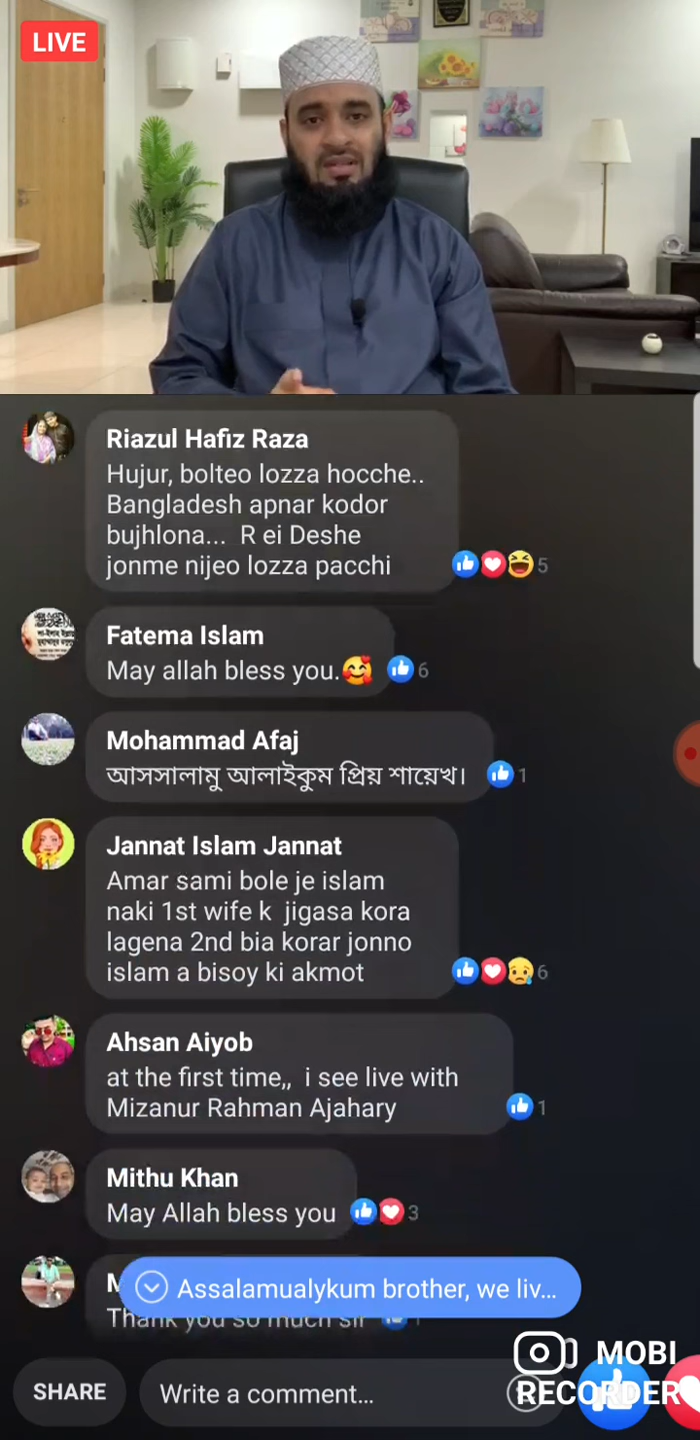 LIVE
Riazul Hafiz Raza
Hujur, bolteo lozza hocche..
Bangladesh apnar kodor
bujhlona... R ei Deshe
jonme nijeo lozza pacchi
5
Fatema Islam
May allah bless you.🥰
6
Mohammad Afaj
আসসালামু আলাইকুম প্রিয় শায়েখ।
1
Jannat Islam Jannat
Amar sami bole je islam
naki 1st wife k jigasa kora
lagena 2nd bia korar jonno
islam a bisoy ki akmot
6
Ahsan Aiyob
at the first time,, i see live with
Mizanur Rahman Ajahary
1
Mithu Khan
May Allah bless you
3
Assalamualykum brother, we liv...
Thank you so much sir
1
MOBI
RECORDER
SHARE
Write a comment...